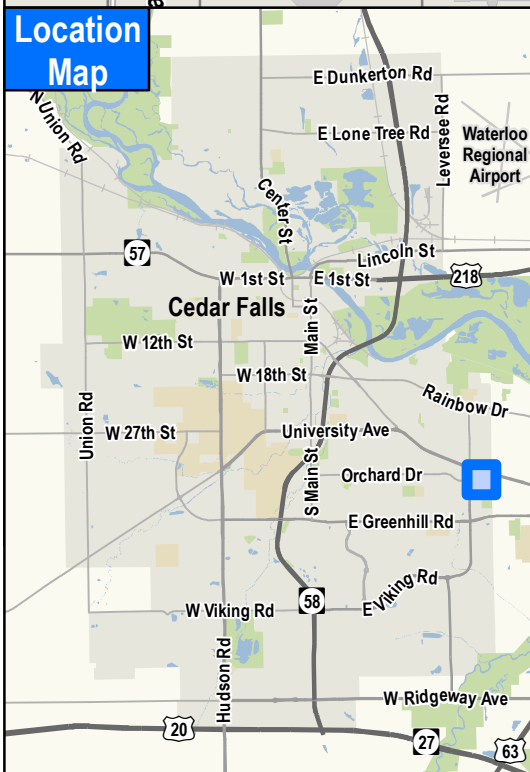 Location
Map
E Dunkerton Rd
N Union Rd
E Lone Tree Rd
Leversee Rd
Waterloo
Regional
Airport
Center St
57
Lincoln St
W 1st St
E 1st St
218
Cedar Falls
Main St
W 12th St
W 18th St
Rainbow Dr
Union Rd
W 27th St
University Ave
S Main St
Orchard Dr
E Greenhill Rd
E Viking Rd
W Viking Rd
58
Hudson Rd
W Ridgeway Ave
20
27
63